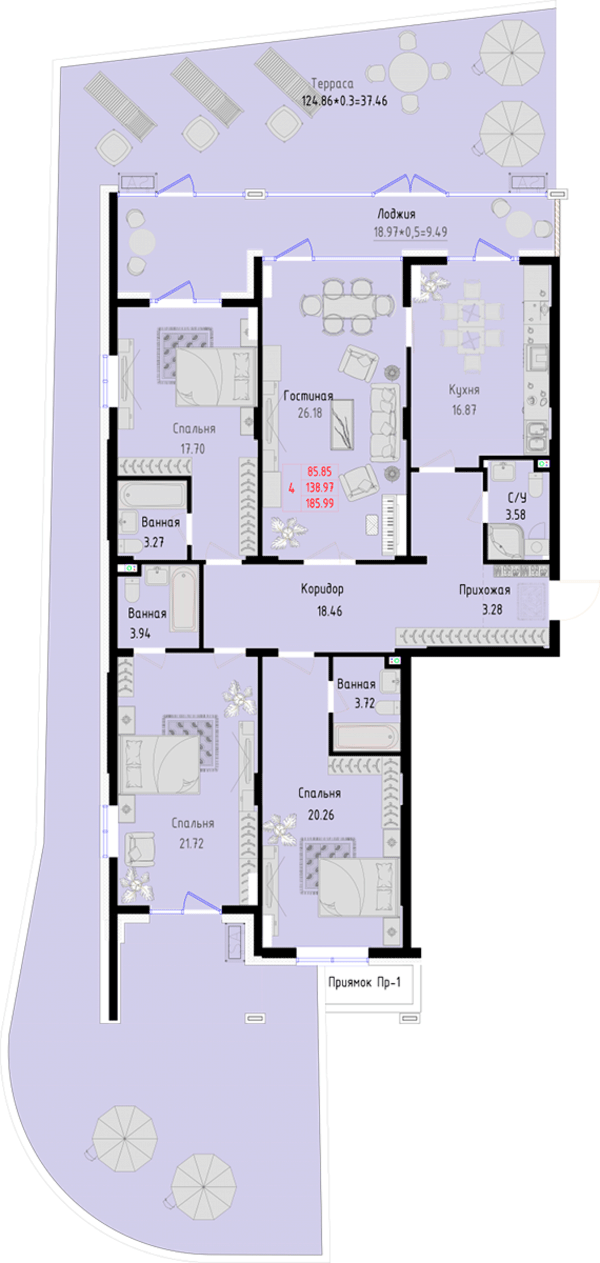 Терраса
124.86*0.3=37.46
Лоджия
18.97*0,5=9.49
Гостиная
26.18
Кухня
16.87
Спальня
17.70
85.85
4 138.97
185.99
С/У
3.58
Ванная
3.27
Коридор
18.46
Прихожая
3.28
Ванная
3.94
Ванная
3.72
Спальня
20.26
Спальня
21.72
Приямок Пр-1